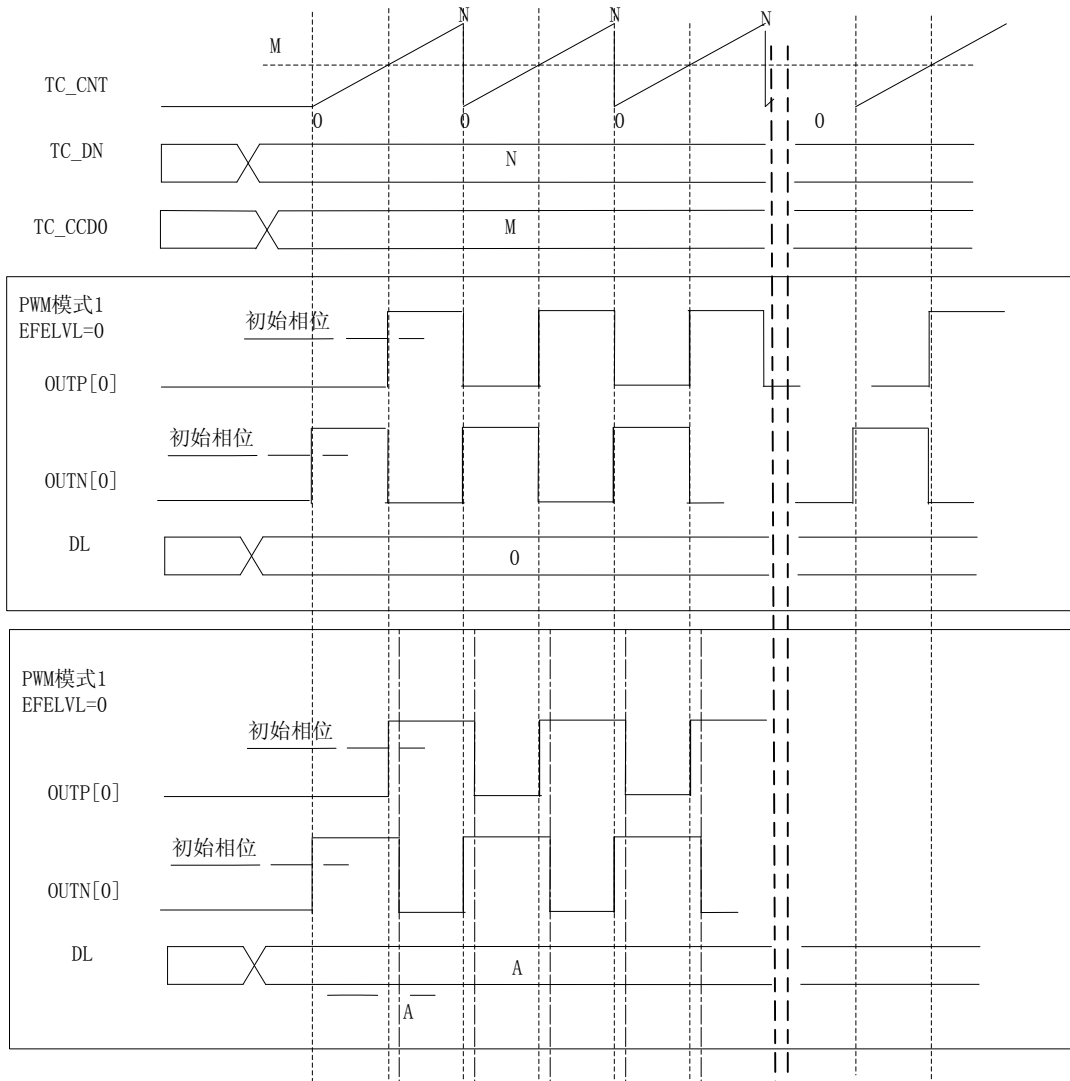 N N N
M
TC_CNT
0 0 0 0
TC_DN
N
TC_CCD0
M
PWM模式1
EFELVL=0
初始相位
OUTP[0]
初始相位
OUTN[0]
DL
0
PWM模式1
EFELVL=0
初始相位
OUTP[0]
初始相位
OUTN[0]
DL
A
A